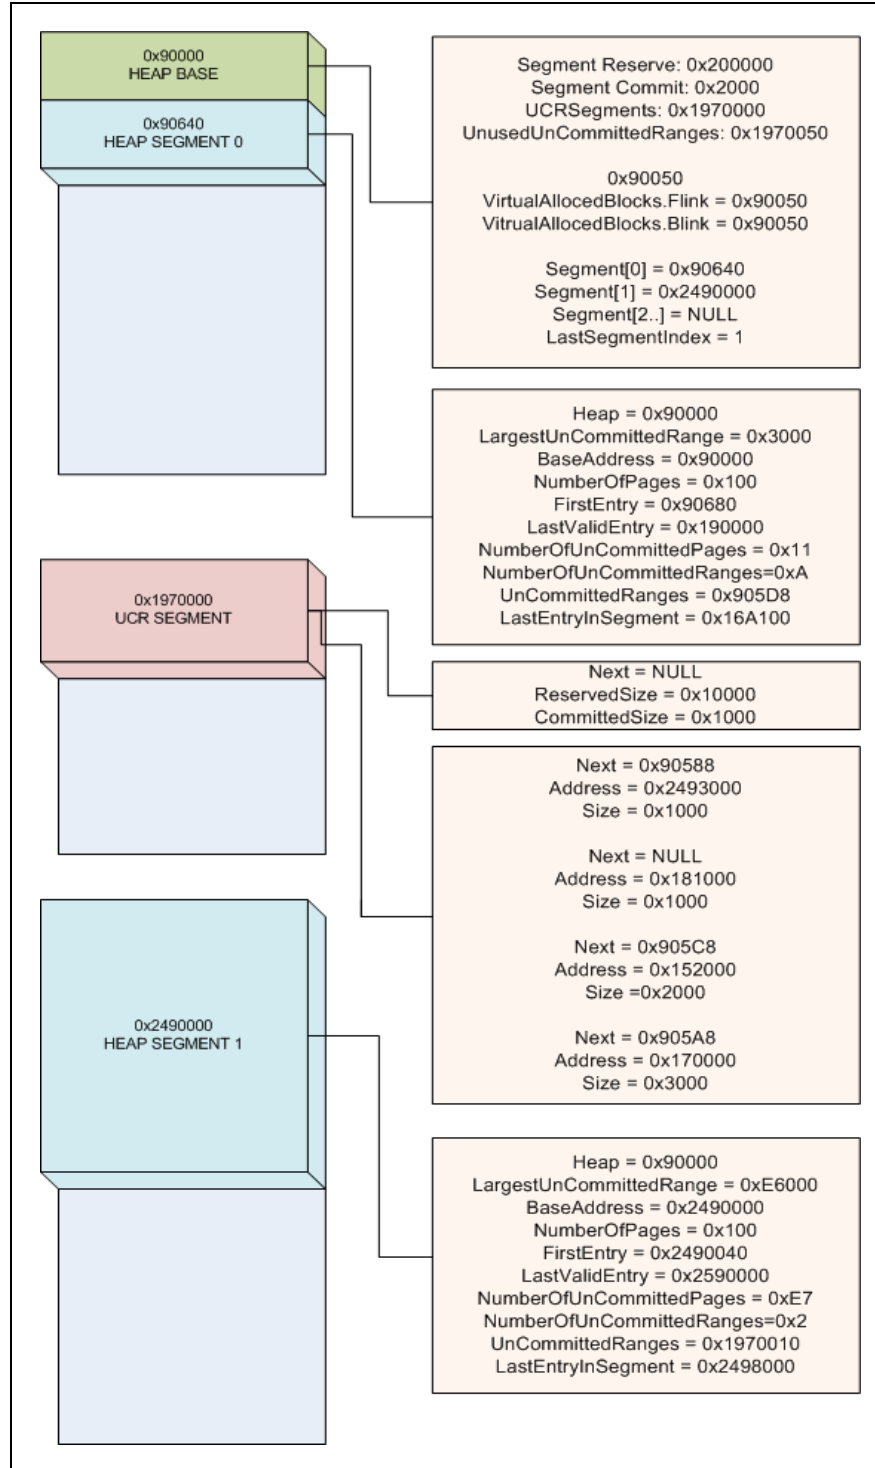 0x90000
HEAP BASE
0x90640
HEAP SEGMENT 0
Segment Reserve: 0x200000
Segment Commit: 0x2000
UCRSegments: 0x1970000
UnusedUnCommittedRanges: 0x1970050
0x90050
VirtualAllocedBlocks.Flink = 0x90050
VitrualAllocedBlocks.Blink = 0x90050
Segment[0] = 0x90640
Segment[1] = 0x2490000
Segment[2..] = NULL
LastSegmentIndex = 1
Heap = 0x90000
LargestUnCommittedRange = 0x3000
BaseAddress = 0x90000
NumberOfPages = 0x100
FirstEntry = 0x90680
LastValidEntry = 0x190000
NumberOfUnCommittedPages = 0x11
NumberOfUnCommittedRanges=0xA
UnCommittedRanges = 0x905D8
LastEntryInSegment = 0x16A100
0x1970000
UCR SEGMENT
Next = NULL
ReservedSize = 0x10000
CommittedSize = 0x1000
Next = 0x90588
Address = 0x2493000
Size = 0x1000
Next = NULL
Address = 0x181000
Size = 0x1000
Next = 0x905C8
Address = 0x152000
Size =0x2000
Next = 0x905A8
Address = 0x170000
Size = 0x3000
0x2490000
HEAP SEGMENT 1
Heap = 0x90000
LargestUnCommittedRange = 0xE6000
BaseAddress = 0x2490000
NumberOfPages = 0x100
FirstEntry = 0x2490040
LastValidEntry = 0x2590000
NumberOfUnCommittedPages = 0xE7
NumberOfUnCommittedRanges=0x2
UnCommittedRanges = 0x1970010
LastEntryInSegment = 0x2498000